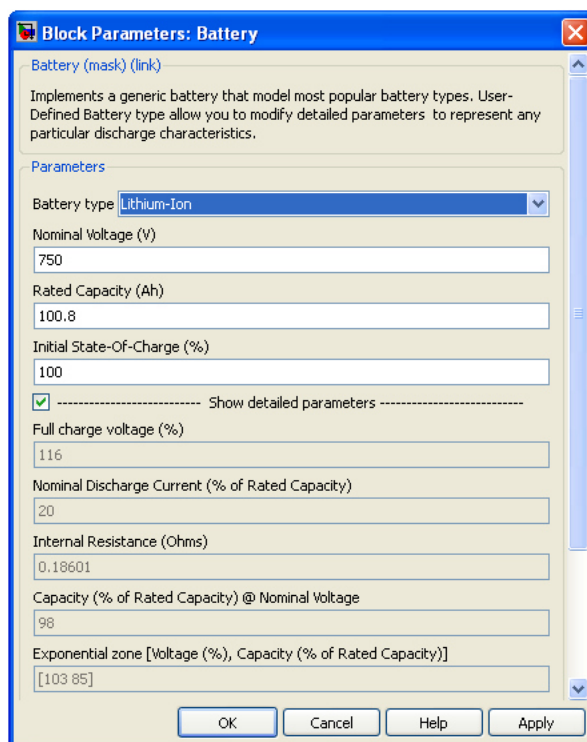 Block Parameters: Battery
Battery (mask) (link)
Implements a generic battery that model most popular battery types. User-
Defined Battery type allow you to modify detailed parameters to represent any
particular discharge characteristics.
Parameters
Battery type Lithium-Ion
Nominal Voltage (V)
750
Rated Capacity (Ah)
100.8
Initial State-Of-Charge (%)
100
-------------------------- Show detailed parameters --------------------------
Full charge voltage (%)
116
Nominal Discharge Current (% of Rated Capacity)
20
Internal Resistance (Ohms)
0.18601
Capacity (% of Rated Capacity) @ Nominal Voltage
98
Exponential zone [Voltage (%), Capacity (% of Rated Capacity)]
[103 85]
OK Cancel Help Apply